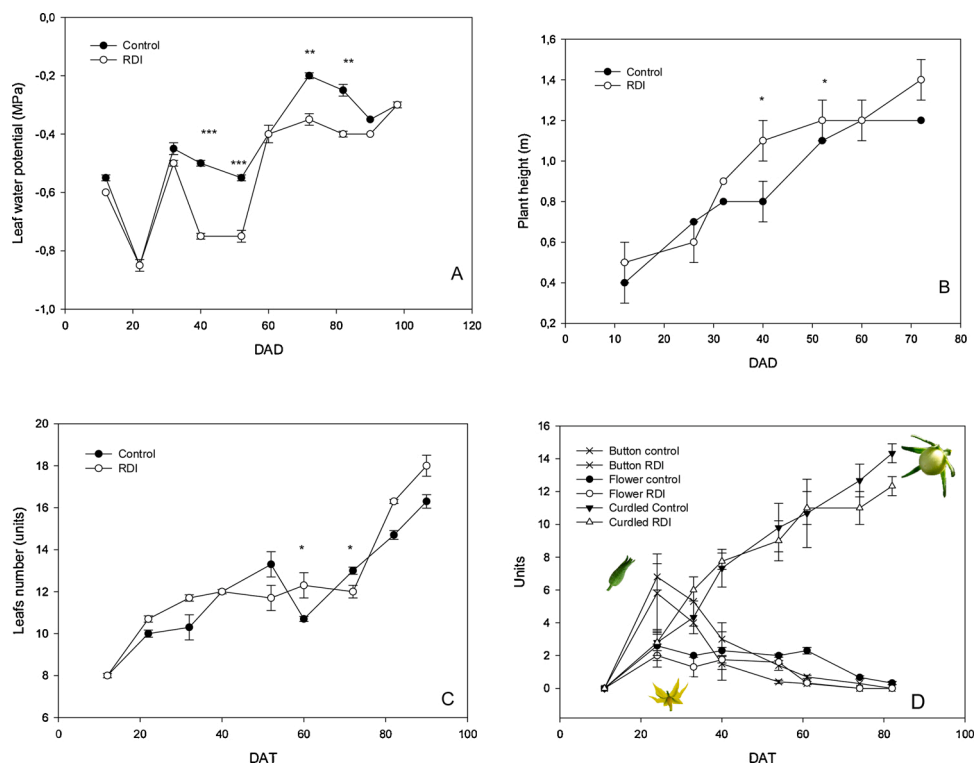 0,0
-0,2
-0,4
-0,6
-0,8
-1,0
Leaf water potential (MPa)
Control
RDI
***
***
**
**
A
0 20 40 60 80 100 120
DAD
1,6
1,4
1,2
1,0
0,8
0,6
0,4
0,2
Plant height (m)
Control
RDI
*
*
B
0 10 20 30 40 50 60 70 80
DAD
20
18
16
14
12
10
8
6
Leafs number (units)
Control
RDI
*
*
C
0 20 40 60 80 100
DAT
16
14
12
10
8
6
4
2
0
Units
Button control
Button RDI
Flower control
Flower RDI
Curdled Control
Curdled RDI
D
0 20 40 60 80 100
DAT